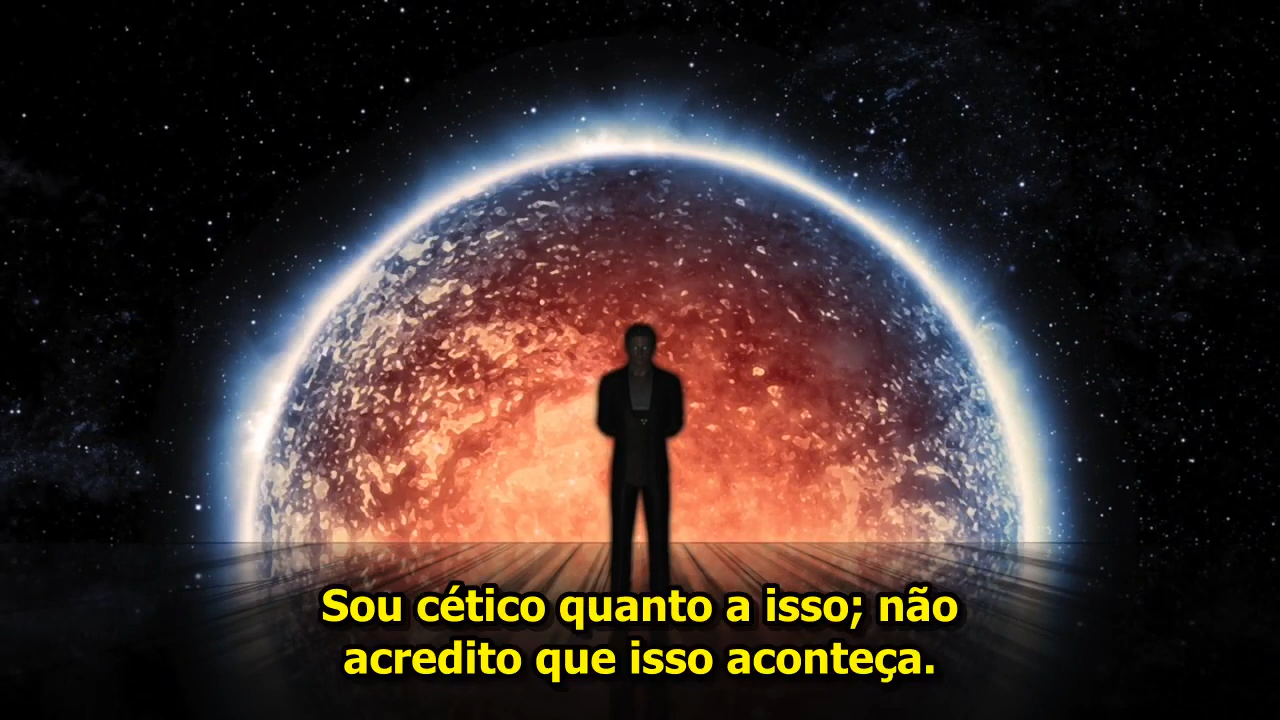 Sou cético quanto a isso; não
acredito que isso aconteça.